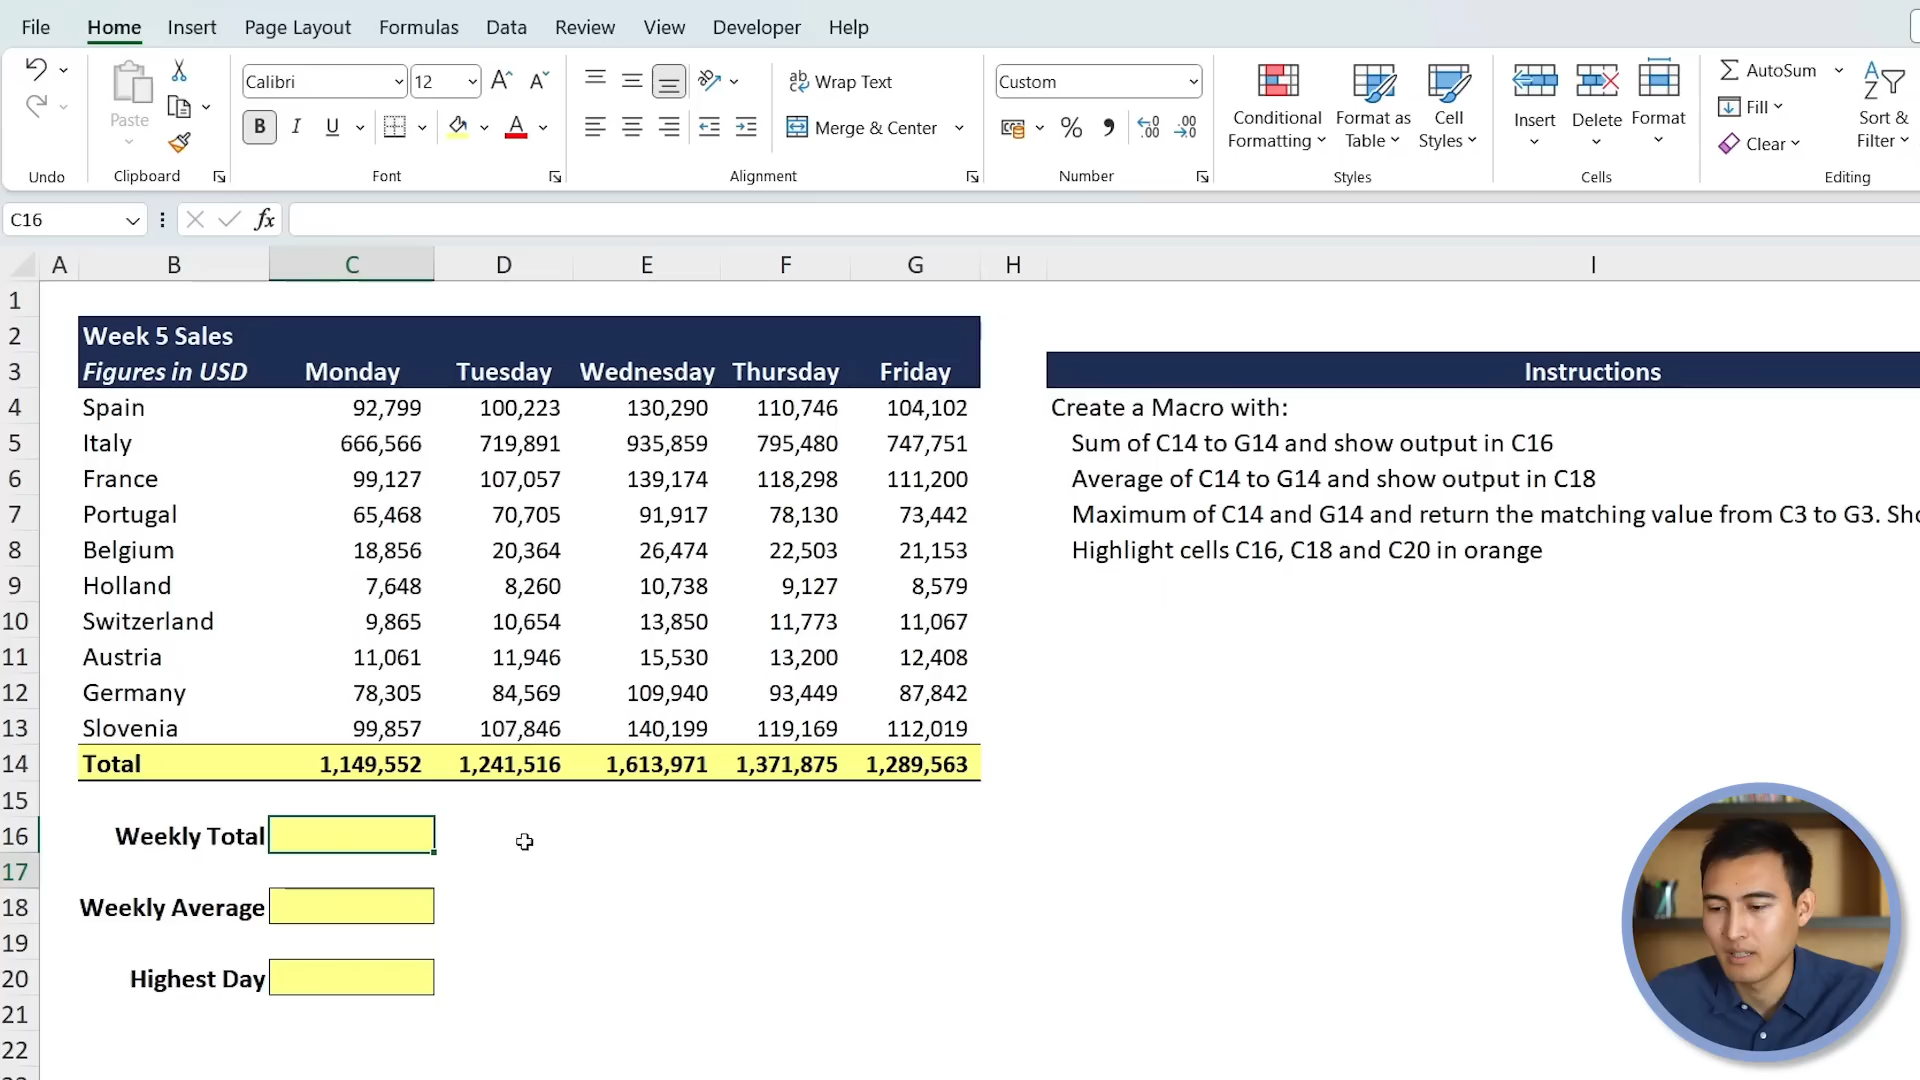 File Home Insert Page Layout Formulas Data Review View Developer Help
Calibri 12 Wrap Text Custom AutoSum
Paste B I U Merge & Center % Conditional Formatting Format as Table Cell Styles Insert Delete Format Fill Clear Sort & Filter
Undo Clipboard Font Alignment Number Styles Cells Editing
C16 fx
A B C D E F G H I
1
2 Week 5 Sales
3 Figures in USD Monday Tuesday Wednesday Thursday Friday Instructions
4 Spain 92,799 100,223 130,290 110,746 104,102 Create a Macro with:
5 Italy 666,566 719,891 935,859 795,480 747,751 Sum of C14 to G14 and show output in C16
6 France 99,127 107,057 139,174 118,298 111,200 Average of C14 to G14 and show output in C18
7 Portugal 65,468 70,705 91,917 78,130 73,442 Maximum of C14 and G14 and return the matching value from C3 to G3.
8 Belgium 18,856 20,364 26,474 22,503 21,153 Highlight cells C16, C18 and C20 in orange
9 Holland 7,648 8,260 10,738 9,127 8,579
10 Switzerland 9,865 10,654 13,850 11,773 11,067
11 Austria 11,061 11,946 15,530 13,200 12,408
12 Germany 78,305 84,569 109,940 93,449 87,842
13 Slovenia 99,857 107,846 140,199 119,169 112,019
14 Total 1,149,552 1,241,516 1,613,971 1,371,875 1,289,563
15
16 Weekly Total
17
18 Weekly Average
19
20 Highest Day
21
22